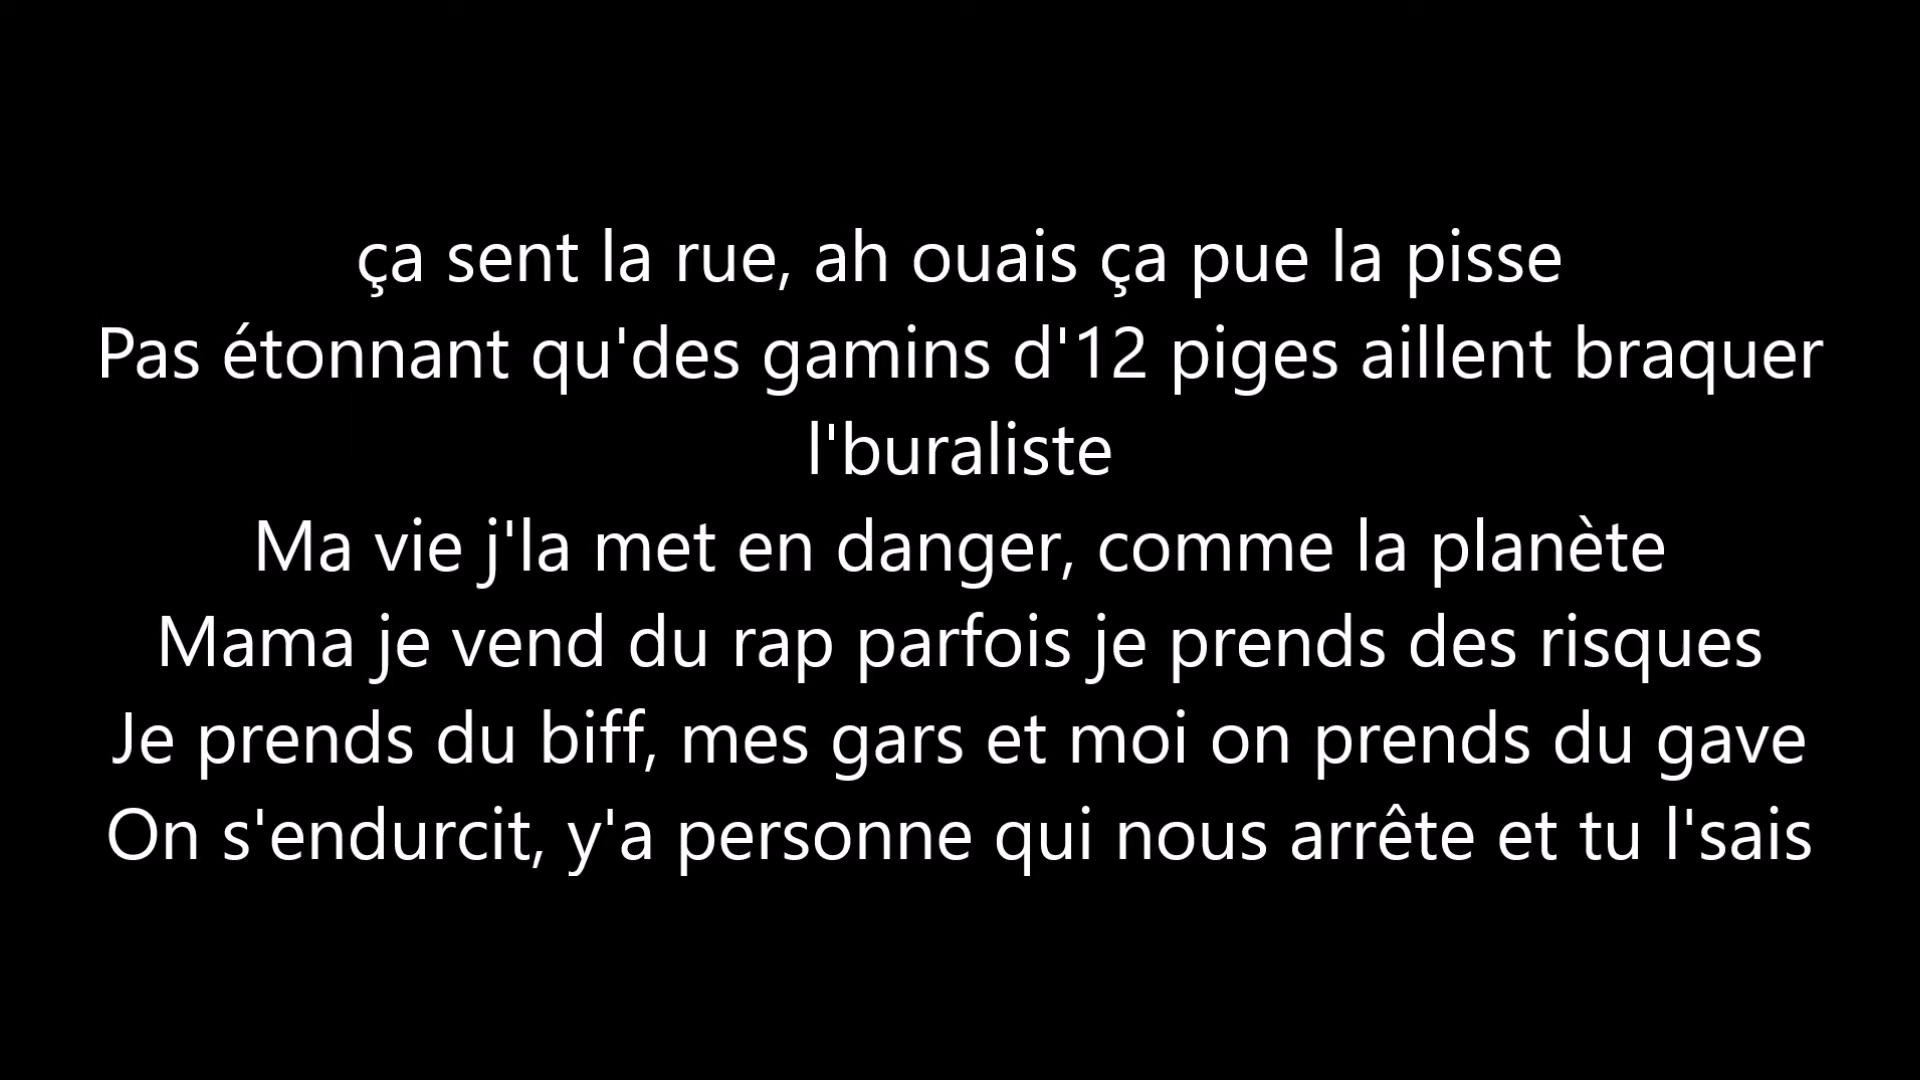 ça sent la rue, ah ouais ça pue la pisse
Pas étonnant qu'des gamins d'12 piges aillent braquer
l'buraliste
Ma vie j'la met en danger, comme la planète
Mama je vend du rap parfois je prends des risques
Je prends du biff, mes gars et moi on prends du gave
On s'endurcit, y'a personne qui nous arrête et tu l'sais